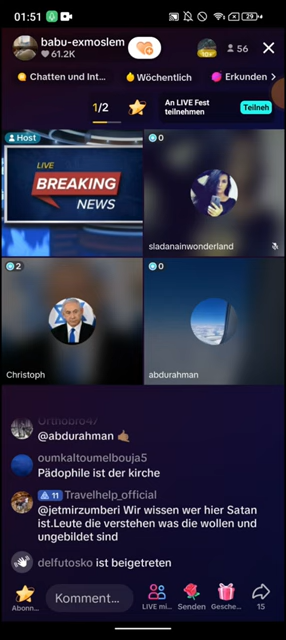 01:51
29
babu-exmoslem
61.2K
56
Chatten und Int...
Wöchentlich
Erkunden
1/2
An LIVE Fest
teilnehmen
Teilneh
Host
0
LIVE
BREAKING
NEWS
sladanainwonderland
2
0
Christoph
abdurahman
@abdurahman
oumkaltoumelbouja5
Pädophile ist der kirche
11 Travelhelp_official
@jetmirzumberi Wir wissen wer hier Satan
ist.Leute die verstehen was die wollen und
ungebildet sind
delfutosko ist beigetreten
Abonn...
Komment...
LIVE mi...
Senden
Gesche...
15